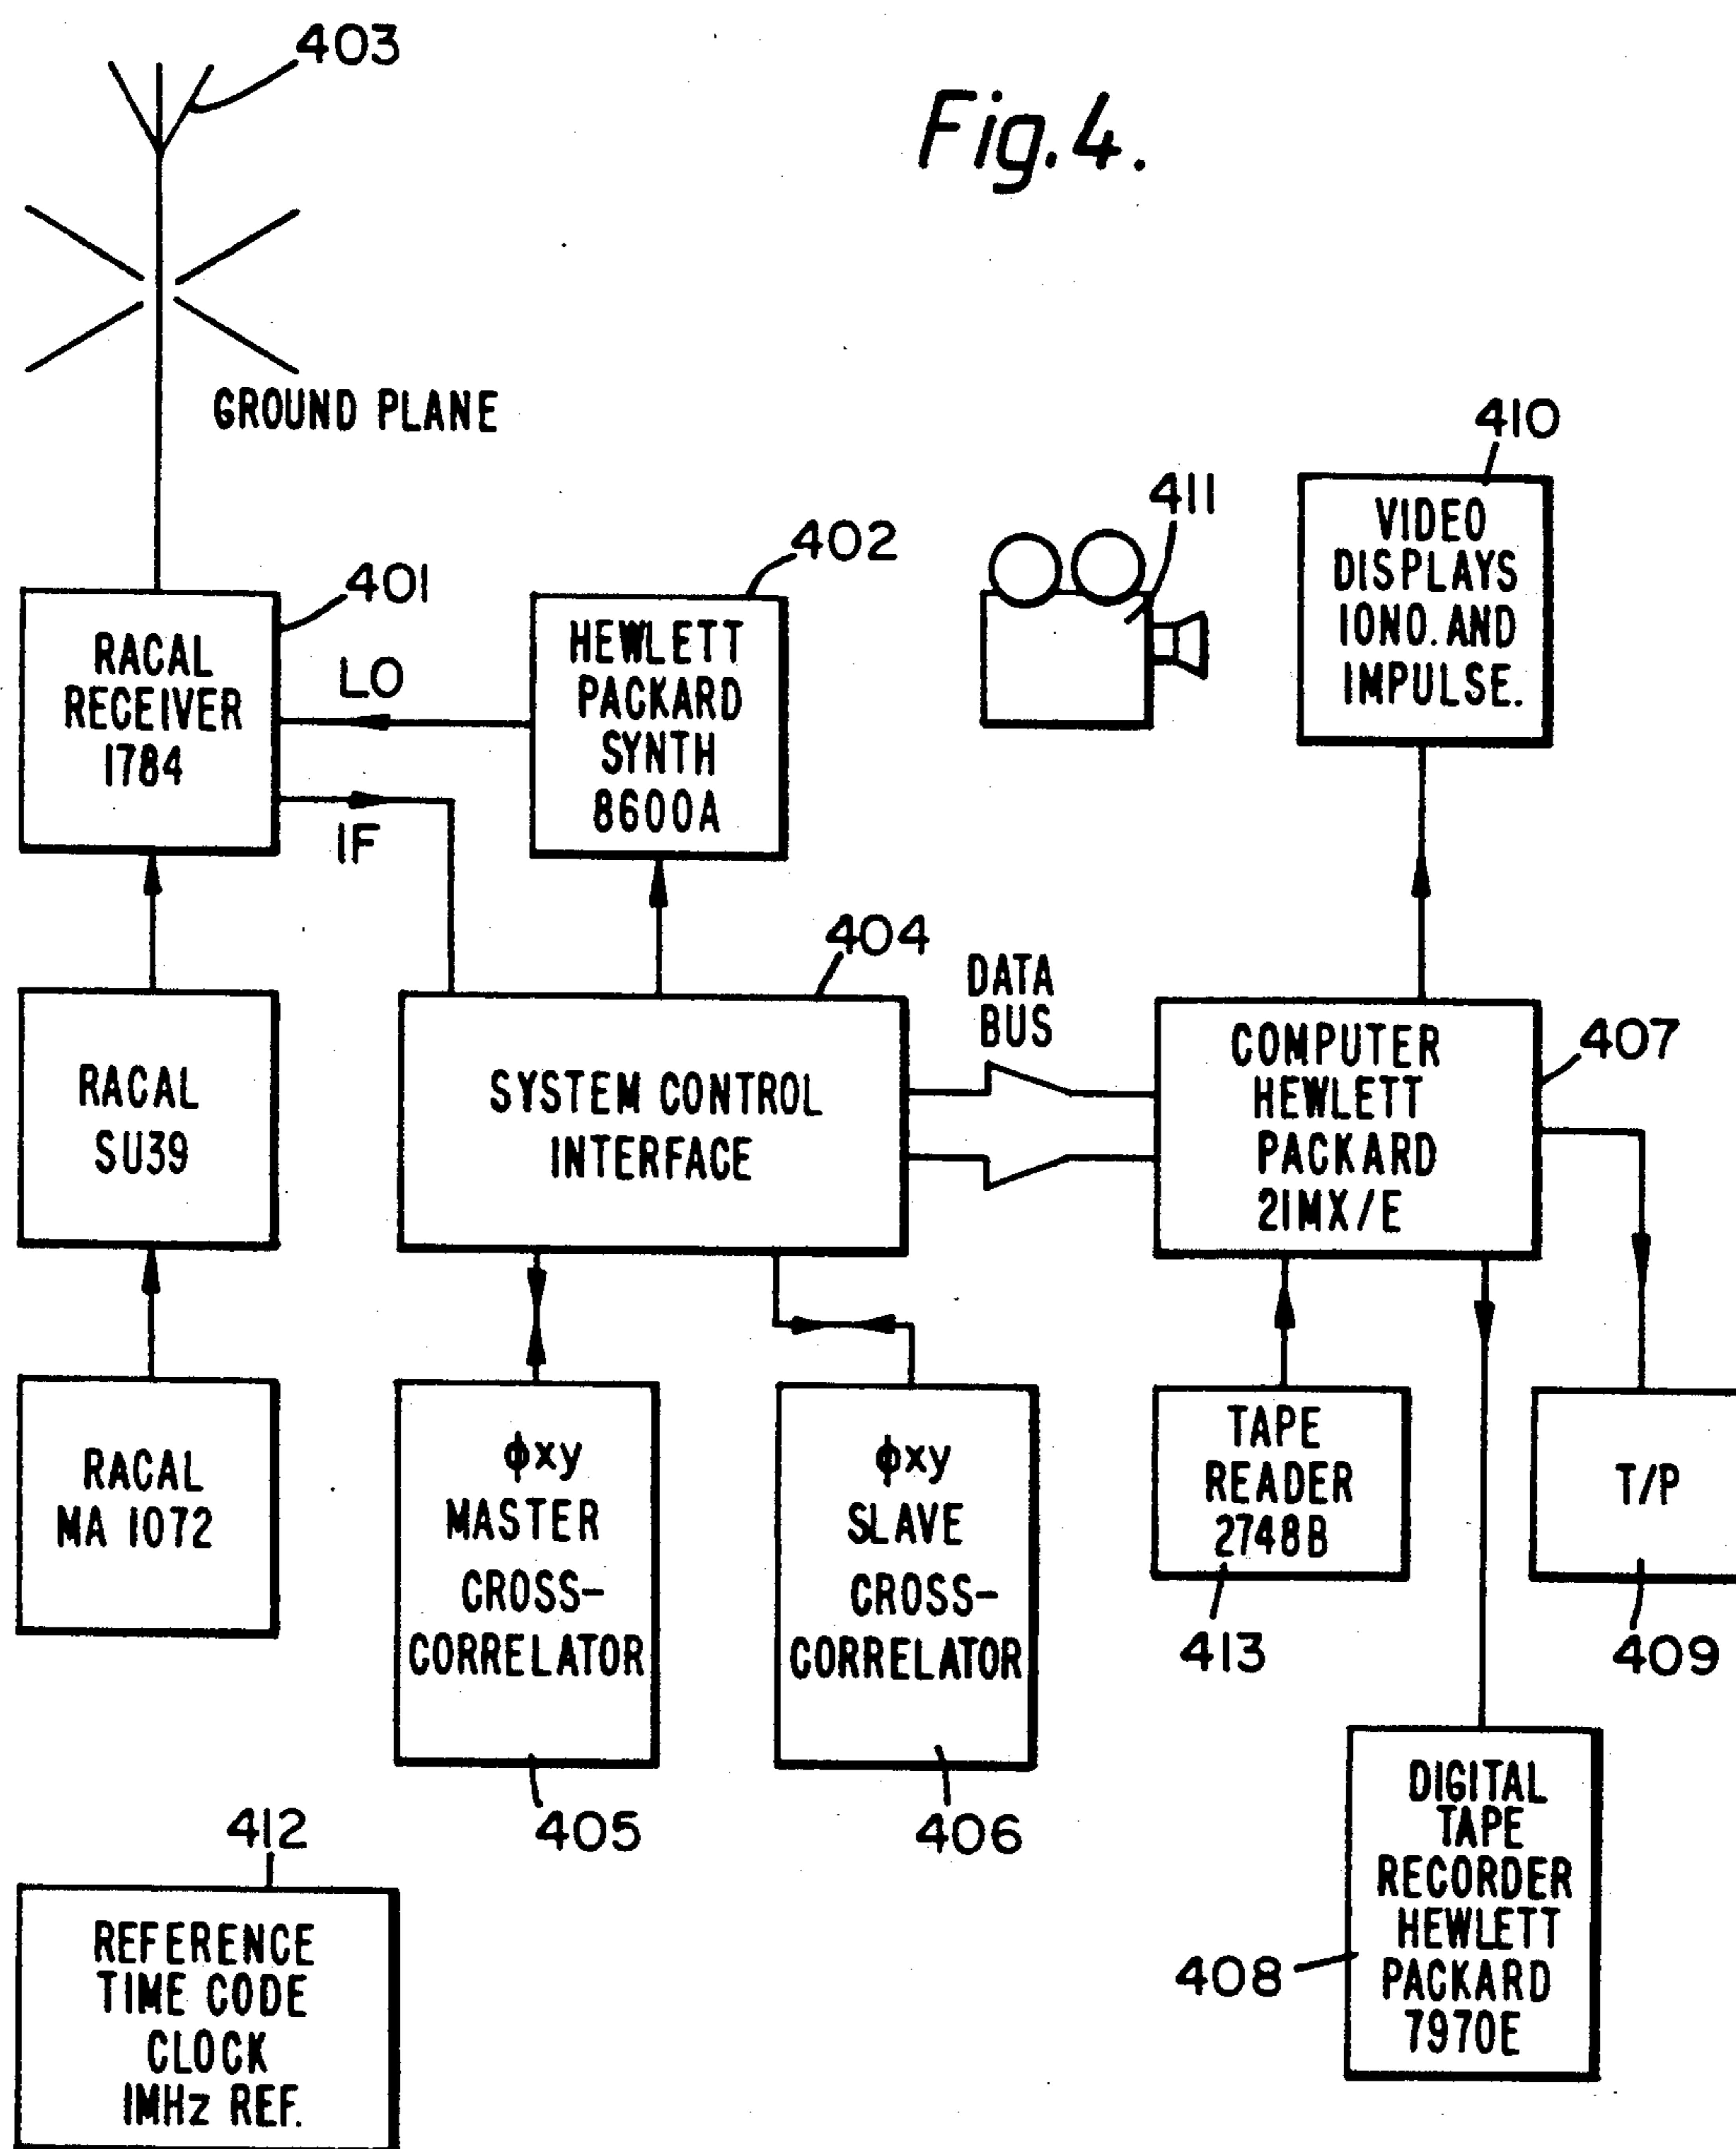 403
Fig.4.
GROUND PLANE
410
411
VIDEO
DISPLAYS
IONO. AND
IMPULSE.
402
401
RACAL
RECEIVER
1784
LO
IF
HEWLETT
PACKARD
SYNTH
8600A
404
DATA
BUS
407
RACAL
SU39
SYSTEM CONTROL
INTERFACE
COMPUTER
HEWLETT
PACKARD
21MX/E
RACAL
MA 1072
ϕxy
MASTER
CROSS-
CORRELATOR
ϕxy
SLAVE
CROSS-
CORRELATOR
TAPE
READER
2748B
T/P
413
409
412
405
406
REFERENCE
TIME CODE
CLOCK
1MHz REF.
408
DIGITAL
TAPE
RECORDER
HEWLETT
PACKARD
7970E